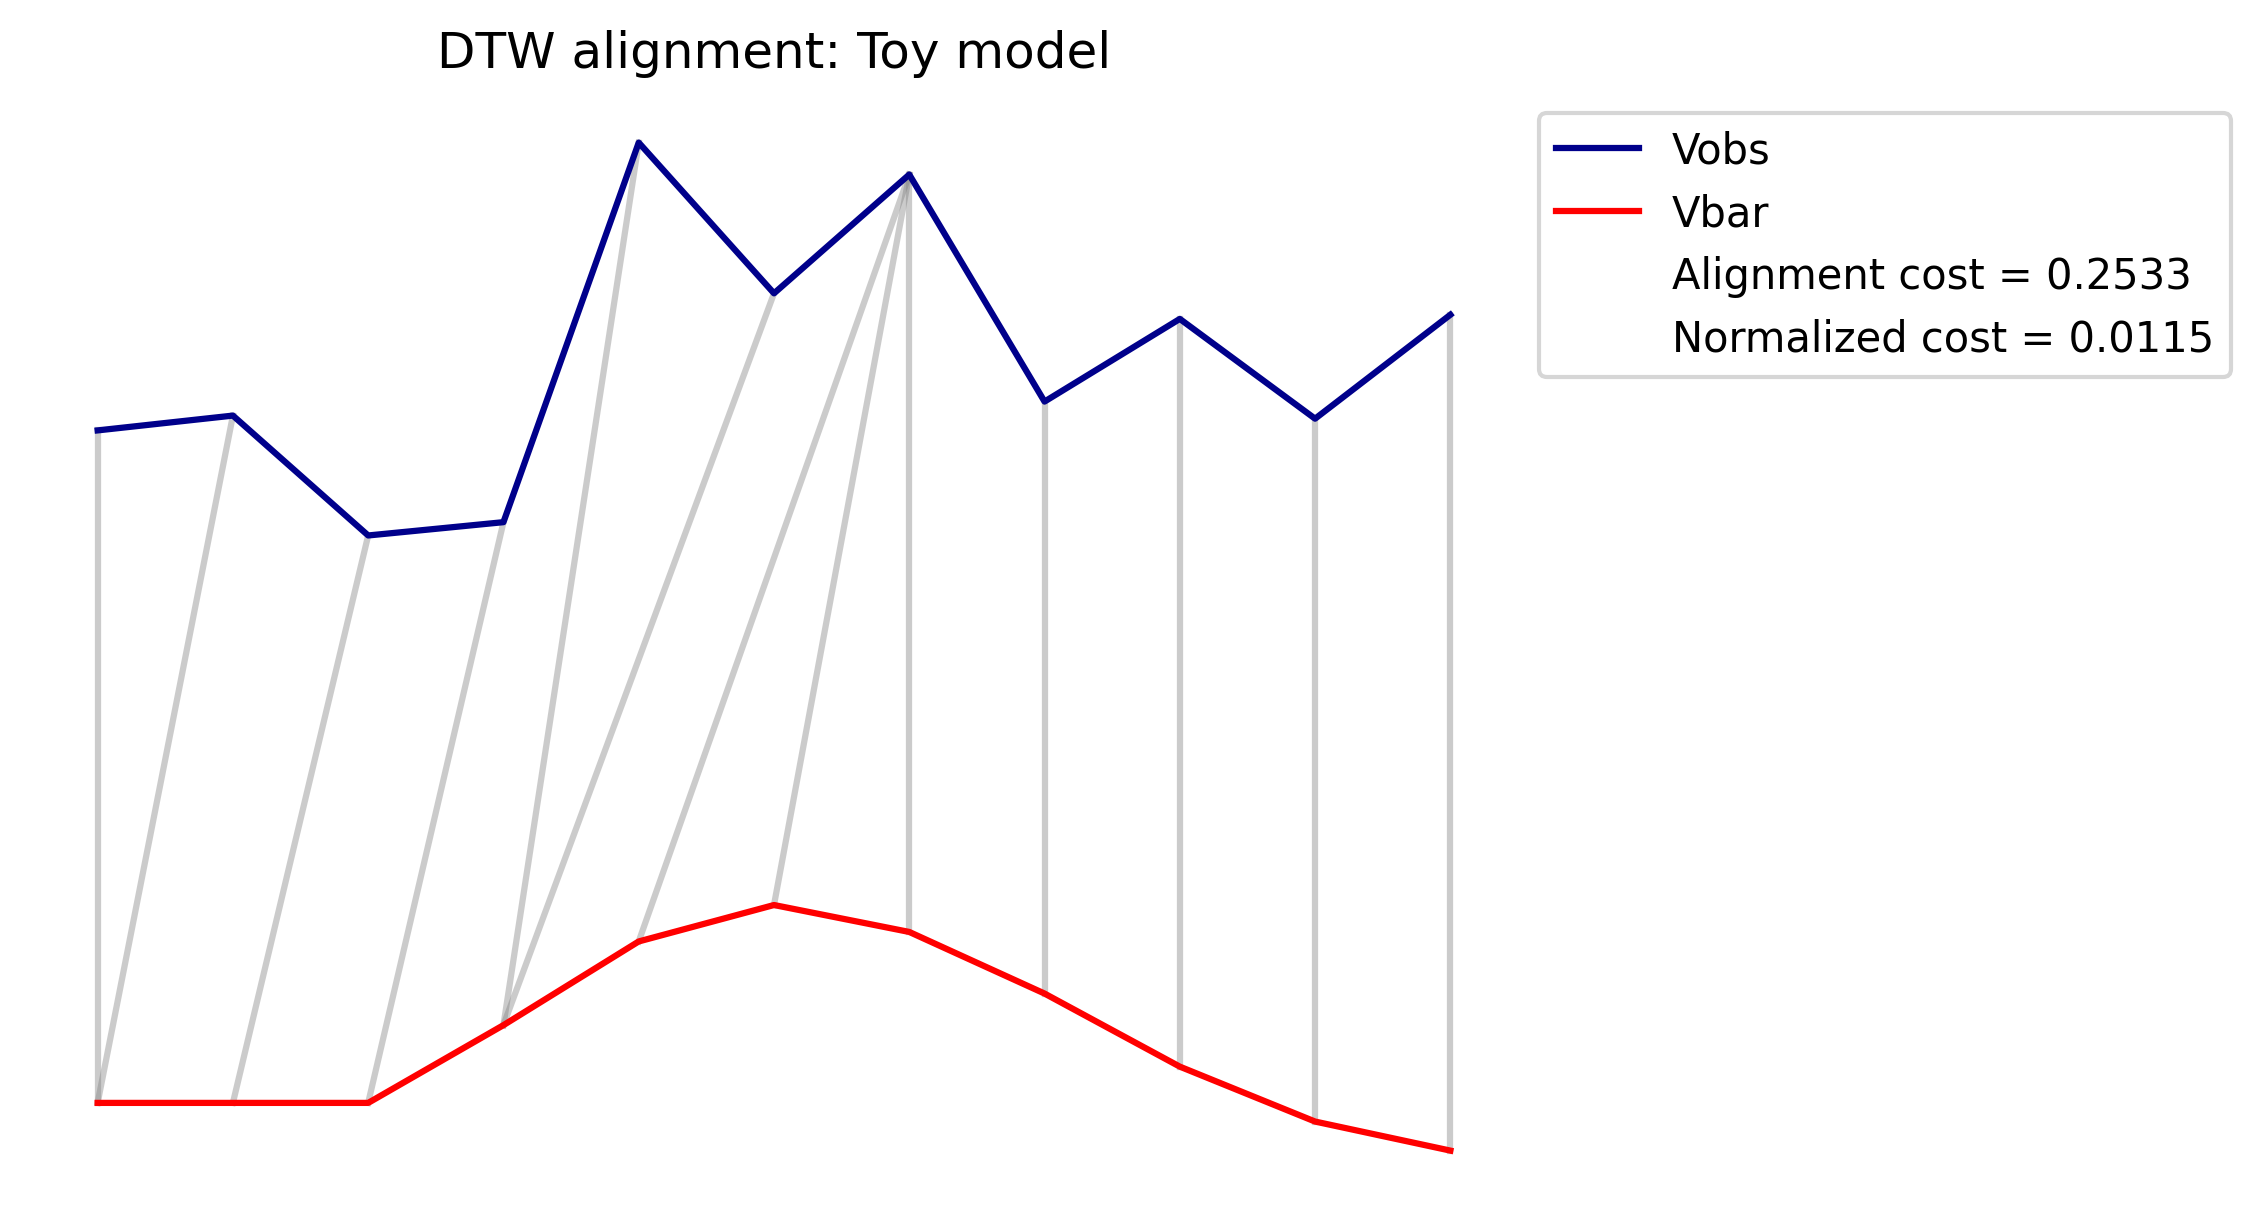 DTW alignment: Toy model
Vobs
Vbar
Alignment cost = 0.2533
Normalized cost = 0.0115